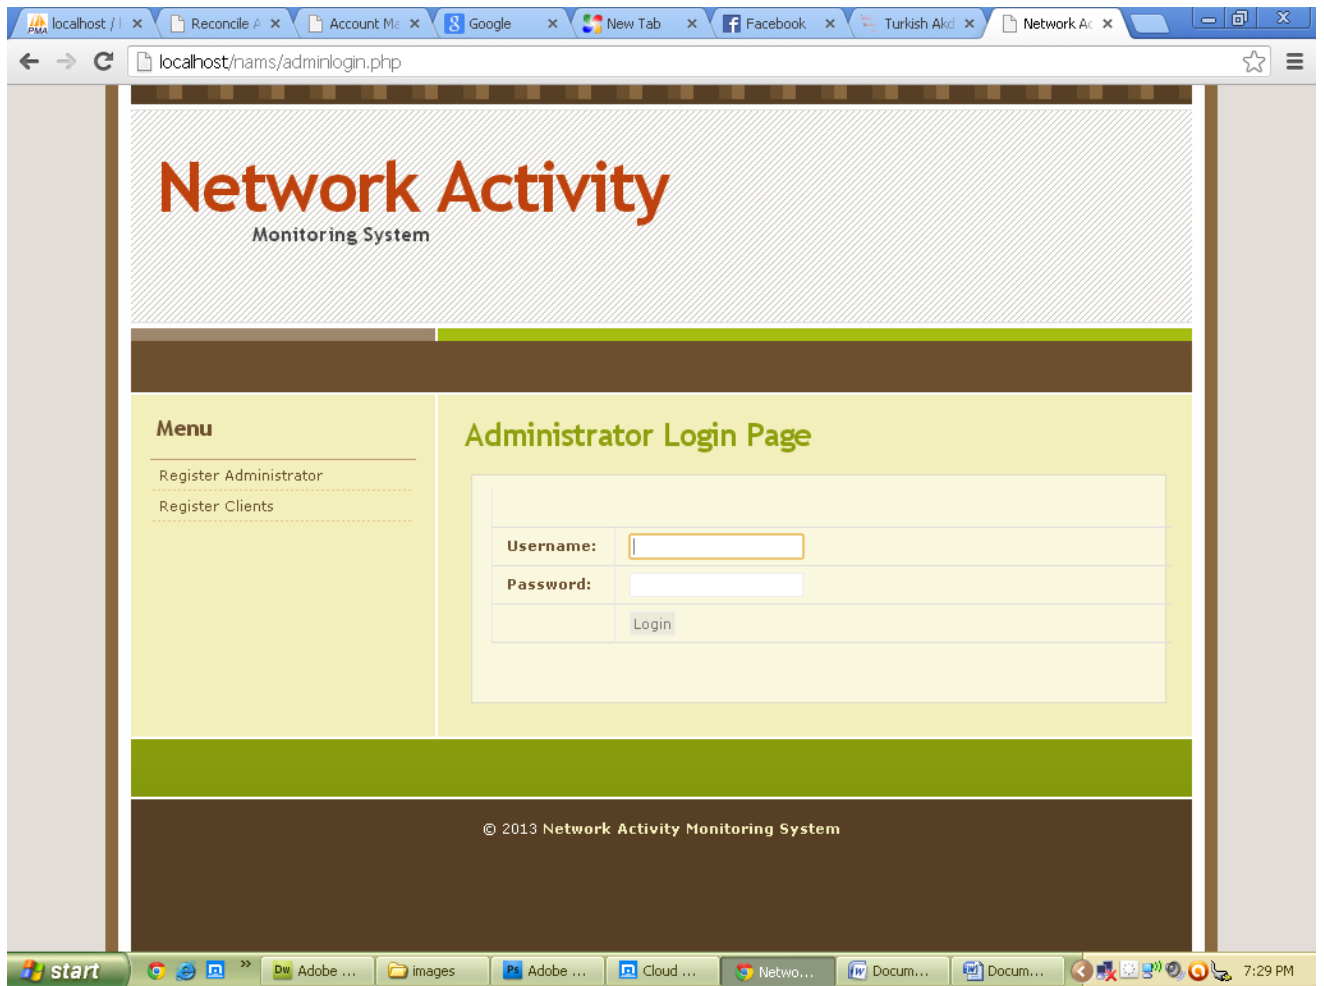 localhost / l
Reconcile A
Account Ma
Google
New Tab
Facebook
Turkish Akd
Network Ac
localhost/nams/adminlogin.php
Network Activity
Monitoring System
Menu
Register Administrator
Register Clients
Administrator Login Page
Username:
Password:
Login
© 2013 Network Activity Monitoring System
start
Adobe ...
images
Adobe ...
Cloud ...
Netwo...
Docum...
Docum...
7:29 PM